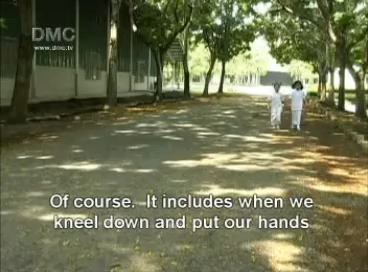 DMC
www.dmc.tv
Of course.  It includes when we
kneel down and put our hands